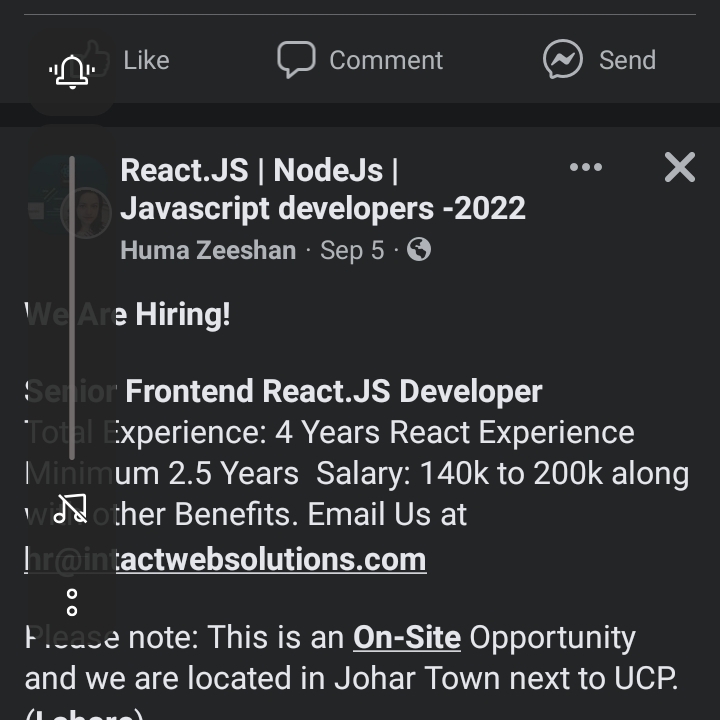 Like
Comment
Send
React.JS | NodeJs |
Javascript developers -2022
Huma Zeeshan · Sep 5 ·
We Are Hiring!
Senior Frontend React.JS Developer
Total Experience: 4 Years React Experience
Minimum 2.5 Years  Salary: 140k to 200k along
with other Benefits. Email Us at
hr@intactwebsolutions.com
Please note: This is an On-Site Opportunity
and we are located in Johar Town next to UCP.
(Lahore)